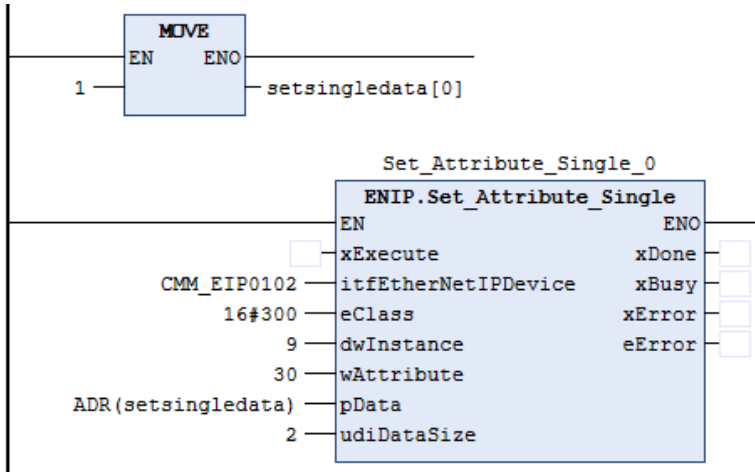 MOVE
EN ENO
1 setsingledata[0]
Set_Attribute_Single_0
ENIP.Set_Attribute_Single
EN ENO
xExecute xDone
CMM_EIP0102 itfEtherNetIPDevice xBusy
16#300 eClass xError
9 dwInstance eError
30 wAttribute
ADR(setsingledata) pData
2 udiDataSize